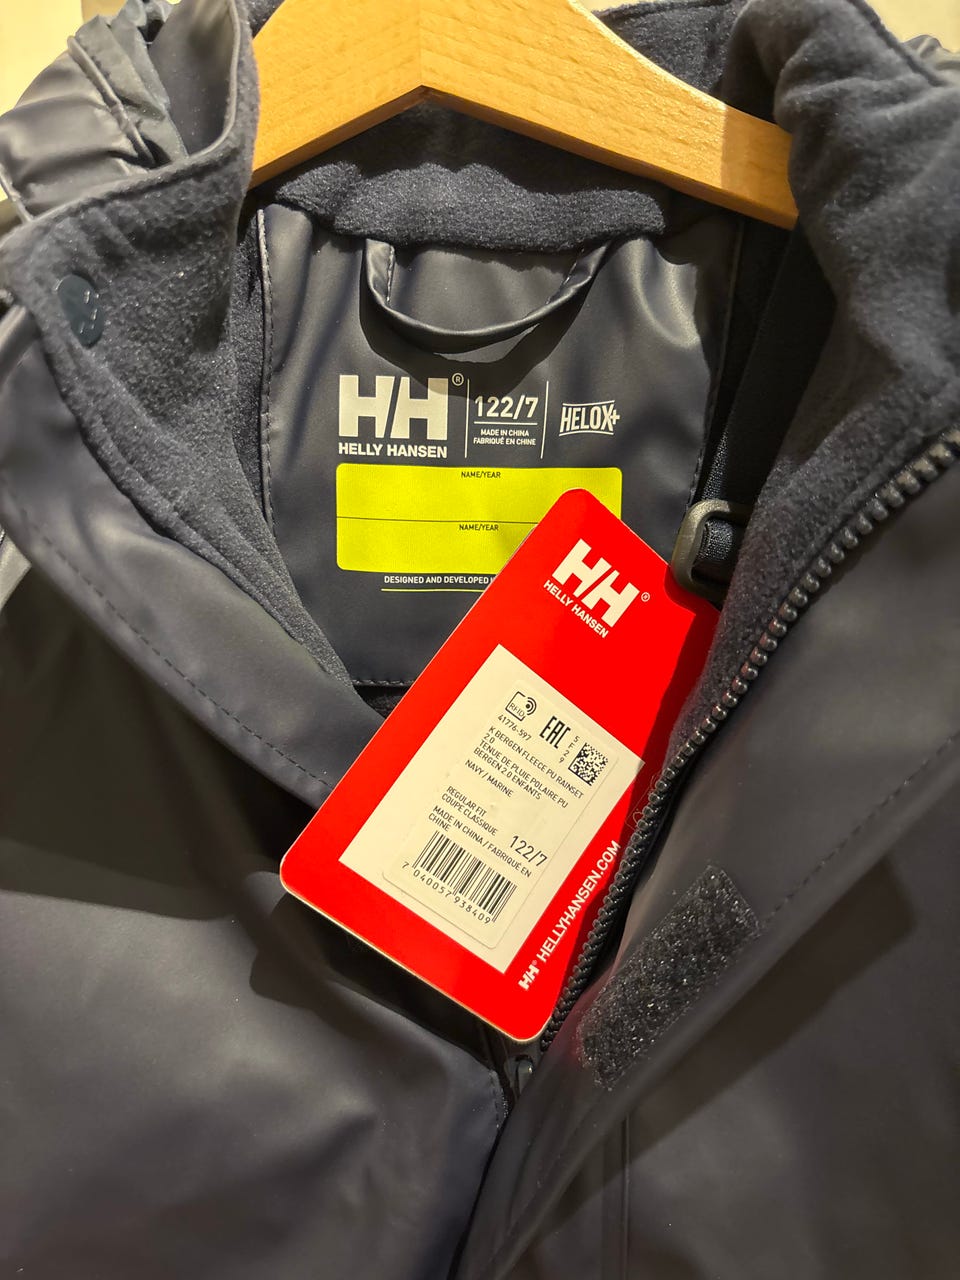 HH®
HELLY HANSEN
122/7
MADE IN CHINA
FABRIQUÉ EN CHINE
HELOX+
NAME/YEAR
NAME/YEAR
DESIGNED AND DEVELOPED
HH®
HELLY HANSEN
RFID
EAC
5F29
41776-597
K BERGEN FLEECE PU RAINSET
2.0
TENUE DE PLUIE POLAIRE PU
BERGEN 2.0 ENFANTS
NAVY / MARINE
REGULAR FIT
COUPE CLASSIQUE
MADE IN CHINA / FABRIQUÉ EN
CHINE
122/7
7 040057 938409
HH® HELLYHANSEN.COM